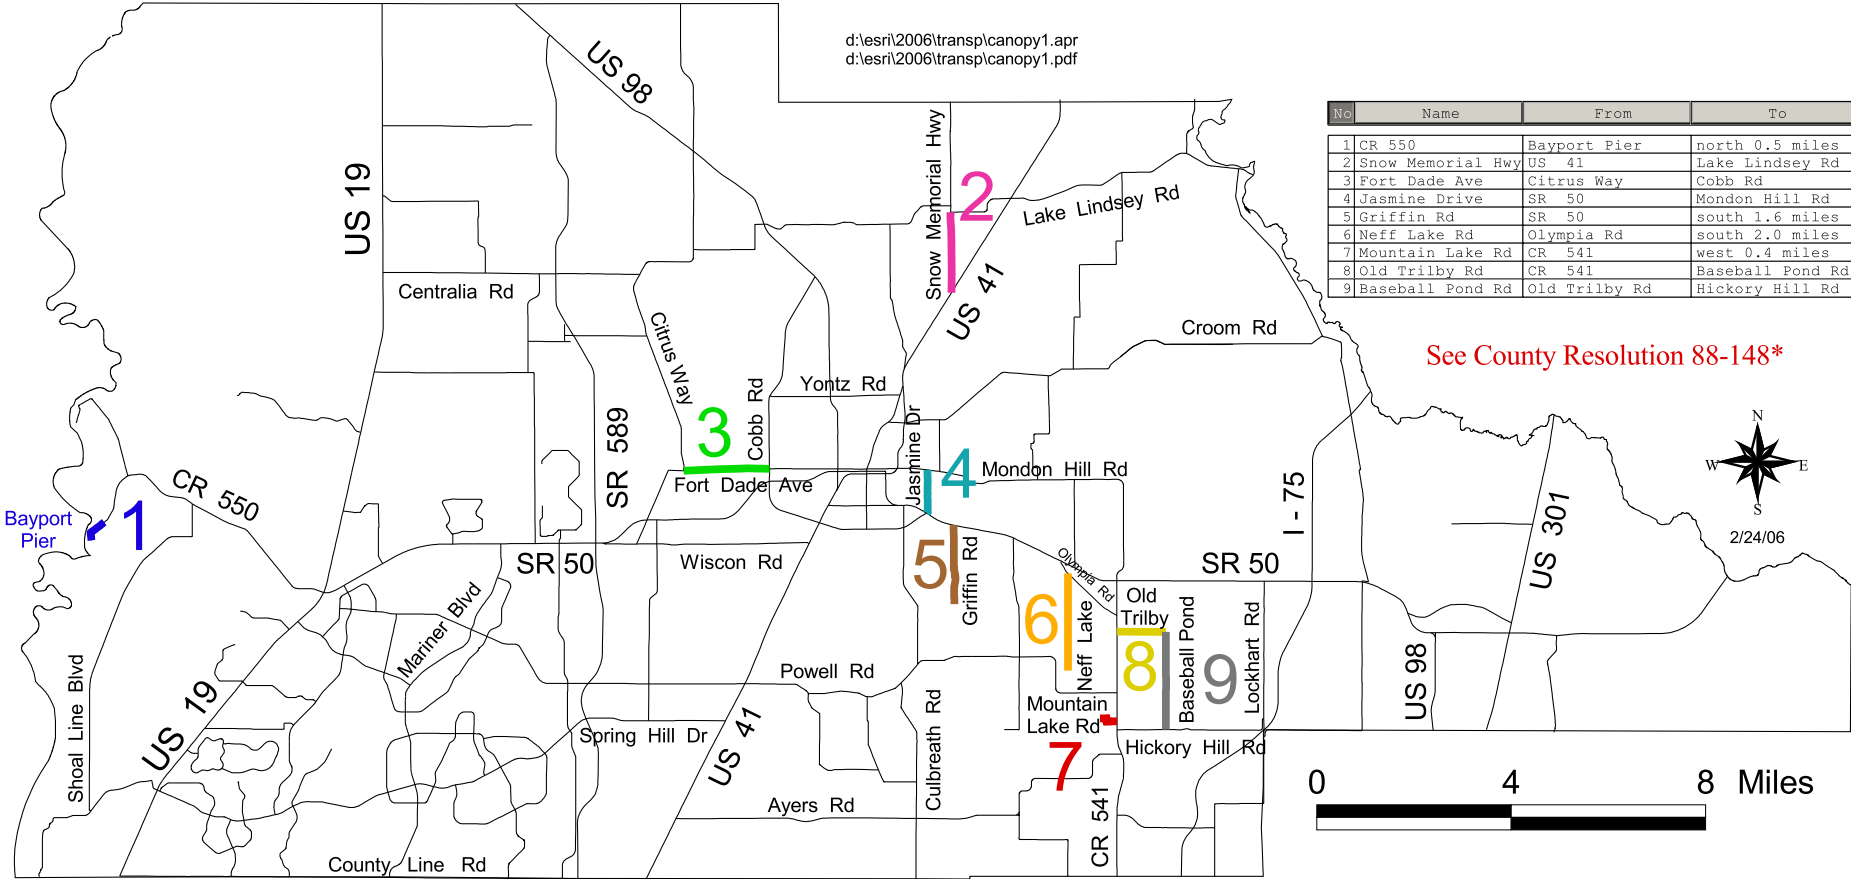 d:\esri\2006\transp\canopy1.apr
d:\esri\2006\transp\canopy1.pdf
No Name From To
1 CR 550 Bayport Pier north 0.5 miles
2 Snow Memorial Hwy US 41 Lake Lindsey Rd
3 Fort Dade Ave Citrus Way Cobb Rd
4 Jasmine Drive SR 50 Mondon Hill Rd
5 Griffin Rd SR 50 south 1.6 miles
6 Neff Lake Rd Olympia Rd south 2.0 miles
7 Mountain Lake Rd CR 541 west 0.4 miles
8 Old Trilby Rd CR 541 Baseball Pond Rd
9 Baseball Pond Rd Old Trilby Rd Hickory Hill Rd
See County Resolution 88-148*
N
W E
S
2/24/06
US 98
US 19
Snow Memorial Hwy
2
Lake Lindsey Rd
US 41
Centralia Rd
Citrus Way
Croom Rd
Yontz Rd
Cobb Rd
3
SR 589
Fort Dade Ave
Jasmine Dr
4
Mondon Hill Rd
I - 75
US 301
CR 550
Bayport
Pier
1
SR 50
Wiscon Rd
5
Griffin Rd
Olympia Rd
SR 50
6
Neff Lake
Old
Trilby
8
Baseball Pond
9
Lockhart Rd
US 98
Mariner Blvd
Shoal Line Blvd
US 19
Powell Rd
Spring Hill Dr
US 41
Culbreath Rd
Mountain
Lake Rd
7
Hickory Hill Rd
CR 541
Ayers Rd
County Line Rd
0 4 8 Miles